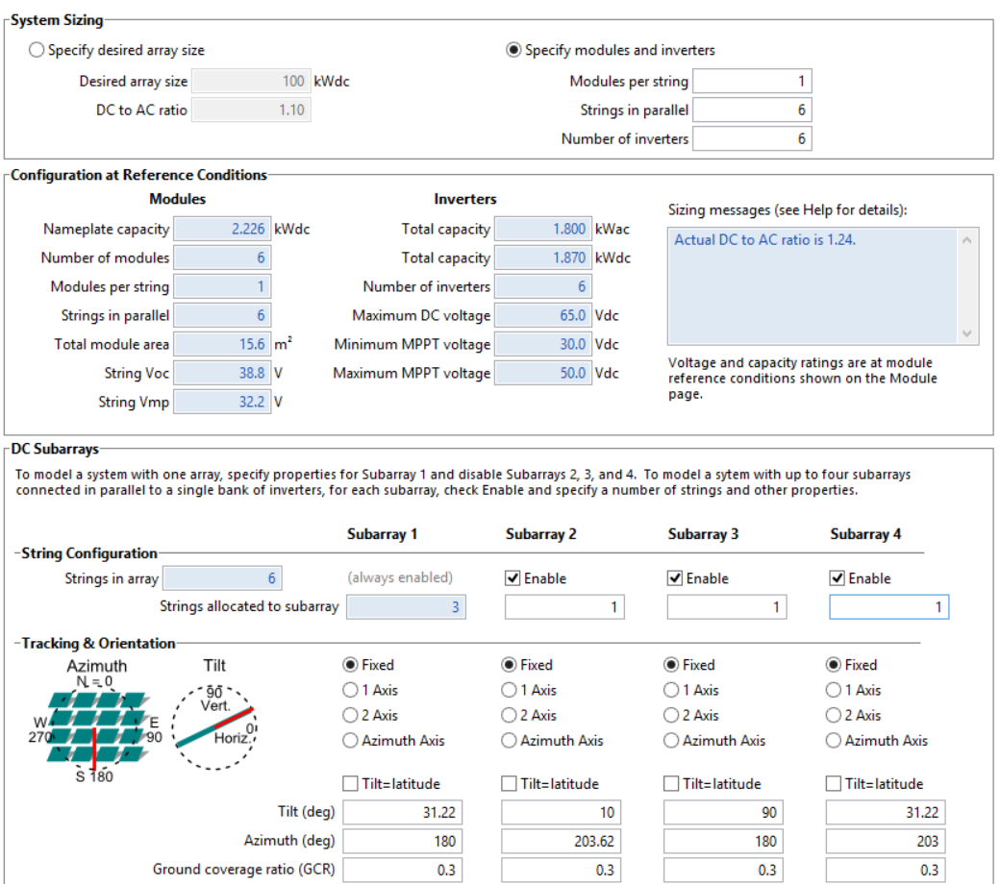 System Sizing
Specify desired array size
Specify modules and inverters
Desired array size 100 kWdc
DC to AC ratio 1.10
Modules per string 1
Strings in parallel 6
Number of inverters 6
Configuration at Reference Conditions
Modules
Nameplate capacity 2.226 kWdc
Number of modules 6
Modules per string 1
Strings in parallel 6
Total module area 15.6 m²
String Voc 38.8 V
String Vmp 32.2 V
Inverters
Total capacity 1.800 kWac
Total capacity 1.870 kWdc
Number of inverters 6
Maximum DC voltage 65.0 Vdc
Minimum MPPT voltage 30.0 Vdc
Maximum MPPT voltage 50.0 Vdc
Sizing messages (see Help for details):
Actual DC to AC ratio is 1.24.
Voltage and capacity ratings are at module
reference conditions shown on the Module
page.
DC Subarrays
To model a system with one array, specify properties for Subarray 1 and disable Subarrays 2, 3, and 4. To model a sytem with up to four subarrays
connected in parallel to a single bank of inverters, for each subarray, check Enable and specify a number of strings and other properties.
Subarray 1 Subarray 2 Subarray 3 Subarray 4
String Configuration
Strings in array 6 (always enabled) Enable Enable Enable
Strings allocated to subarray 3 1 1 1
Tracking & Orientation
Azimuth
N = 0
W
270
E
90
S 180
Tilt
90
Vert.
0
Horiz.
Fixed Fixed Fixed Fixed
1 Axis 1 Axis 1 Axis 1 Axis
2 Axis 2 Axis 2 Axis 2 Axis
Azimuth Axis Azimuth Axis Azimuth Axis Azimuth Axis
Tilt=latitude Tilt=latitude Tilt=latitude Tilt=latitude
Tilt (deg) 31.22 10 90 31.22
Azimuth (deg) 180 203.62 180 203
Ground coverage ratio (GCR) 0.3 0.3 0.3 0.3